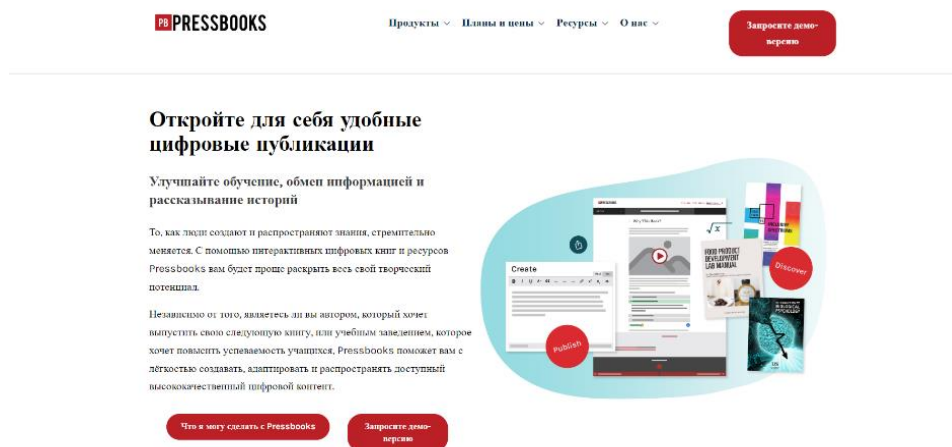 PB PRESSBOOKS
Продукты Планы и цены Ресурсы О нас
Запросите демо-
версию
Откройте для себя удобные
цифровые публикации
Улучшайте обучение, обмен информацией и
рассказывание историй
То, как люди создают и распространяют знания, стремительно
меняется. С помощью интерактивных цифровых книг и ресурсов
Pressbooks вам будет проще раскрыть весь свой творческий
потенциал.
Независимо от того, являетесь ли вы автором, который хочет
выпустить свою следующую книгу, или учебным заведением, которое
хочет повысить успеваемость учащихся, Pressbooks поможет вам с
лёгкостью создавать, адаптировать и распространять доступный
высококачественный цифровой контент.
Что я могу сделать с Pressbooks
Запросите демо-
версию
Create
Publish
√x
FOOD PRODUCT
DEVELOPMENT
LAB MANUAL
Discover
PSYCHOLOGY